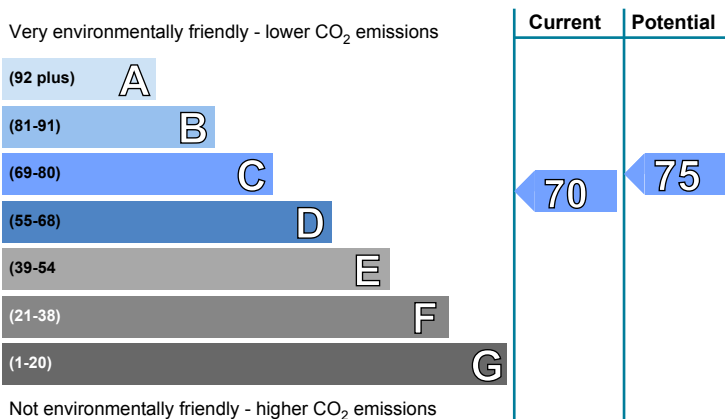 Very environmentally friendly - lower CO2 emissions
Current
Potential
(92 plus) A
(81-91) B
(69-80) C
(55-68) D
(39-54 E
(21-38) F
(1-20) G
70
75
Not environmentally friendly - higher CO2 emissions